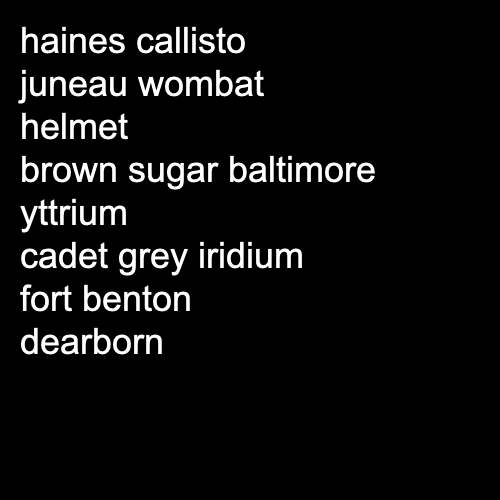 haines callisto
juneau wombat
helmet
brown sugar baltimore
yttrium
cadet grey iridium
fort benton
dearborn